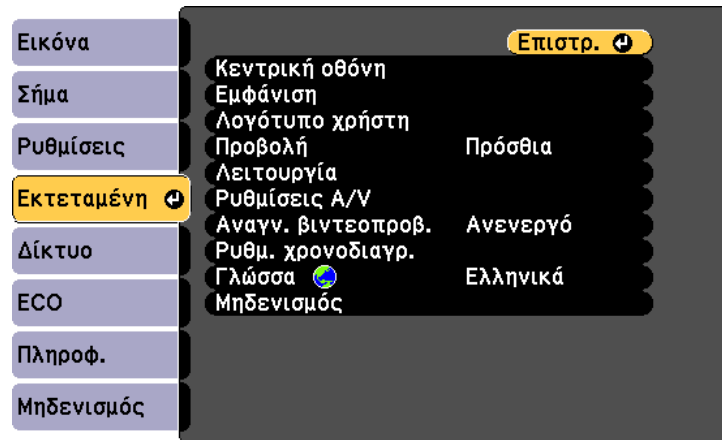 Εικόνα
Σήμα
Ρυθμίσεις
Εκτεταμένη
Δίκτυο
ECO
Πληροφ.
Μηδενισμός
Επιστρ.
Κεντρική οθόνη
Εμφάνιση
Λογότυπο χρήστη
Προβολή Πρόσθια
Λειτουργία
Ρυθμίσεις A/V
Αναγν. βιντεοπροβ. Ανενεργό
Ρυθμ. χρονοδιαγρ.
Γλώσσα Ελληνικά
Μηδενισμός